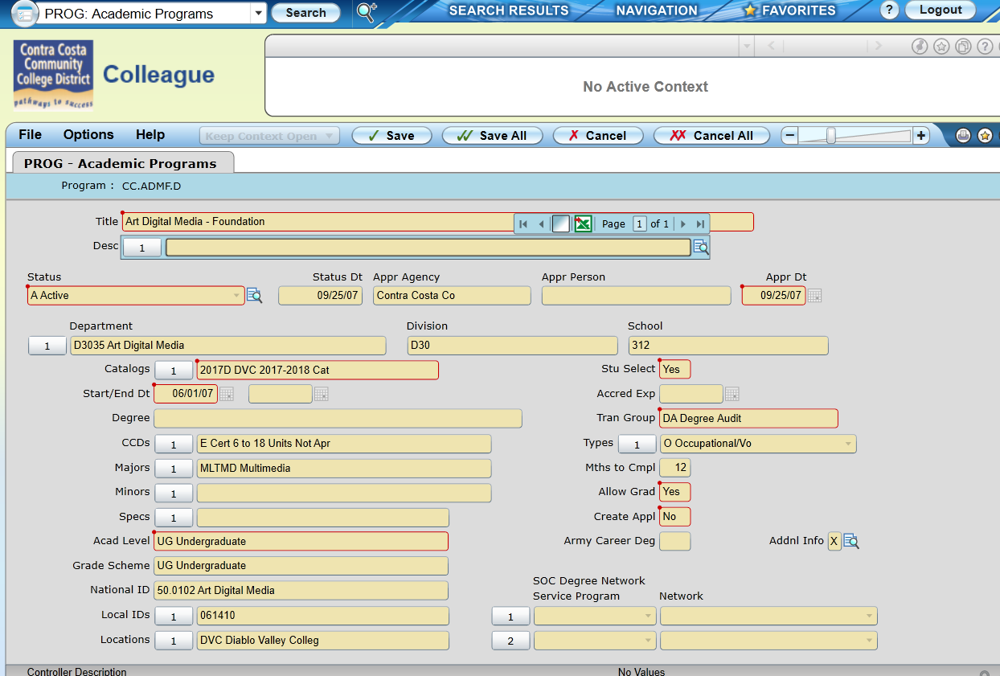 PROG: Academic Programs Search SEARCH RESULTS NAVIGATION FAVORITES ? Logout
Contra Costa
Community
College District
pathways to success
Colleague
?
No Active Context
File Options Help Keep Context Open Save Save All Cancel Cancel All − +
PROG - Academic Programs
Program : CC.ADMF.D
Title Art Digital Media - Foundation Page 1 of 1
Desc 1
Status Status Dt Appr Agency Appr Person Appr Dt
A Active 09/25/07 Contra Costa Co 09/25/07
Department Division School
1 D3035 Art Digital Media D30 312
Catalogs 1 2017D DVC 2017-2018 Cat Stu Select Yes
Start/End Dt 06/01/07 Accred Exp
Degree Tran Group DA Degree Audit
CCDs 1 E Cert 6 to 18 Units Not Apr Types 1 O Occupational/Vo
Majors 1 MLTMD Multimedia Mths to Cmpl 12
Minors 1 Allow Grad Yes
Specs 1 Create Appl No
Acad Level UG Undergraduate Army Career Deg Addnl Info X
Grade Scheme UG Undergraduate
SOC Degree Network
National ID 50.0102 Art Digital Media Service Program Network
Local IDs 1 061410 1
Locations 1 DVC Diablo Valley Colleg 2
Controller Description No Values